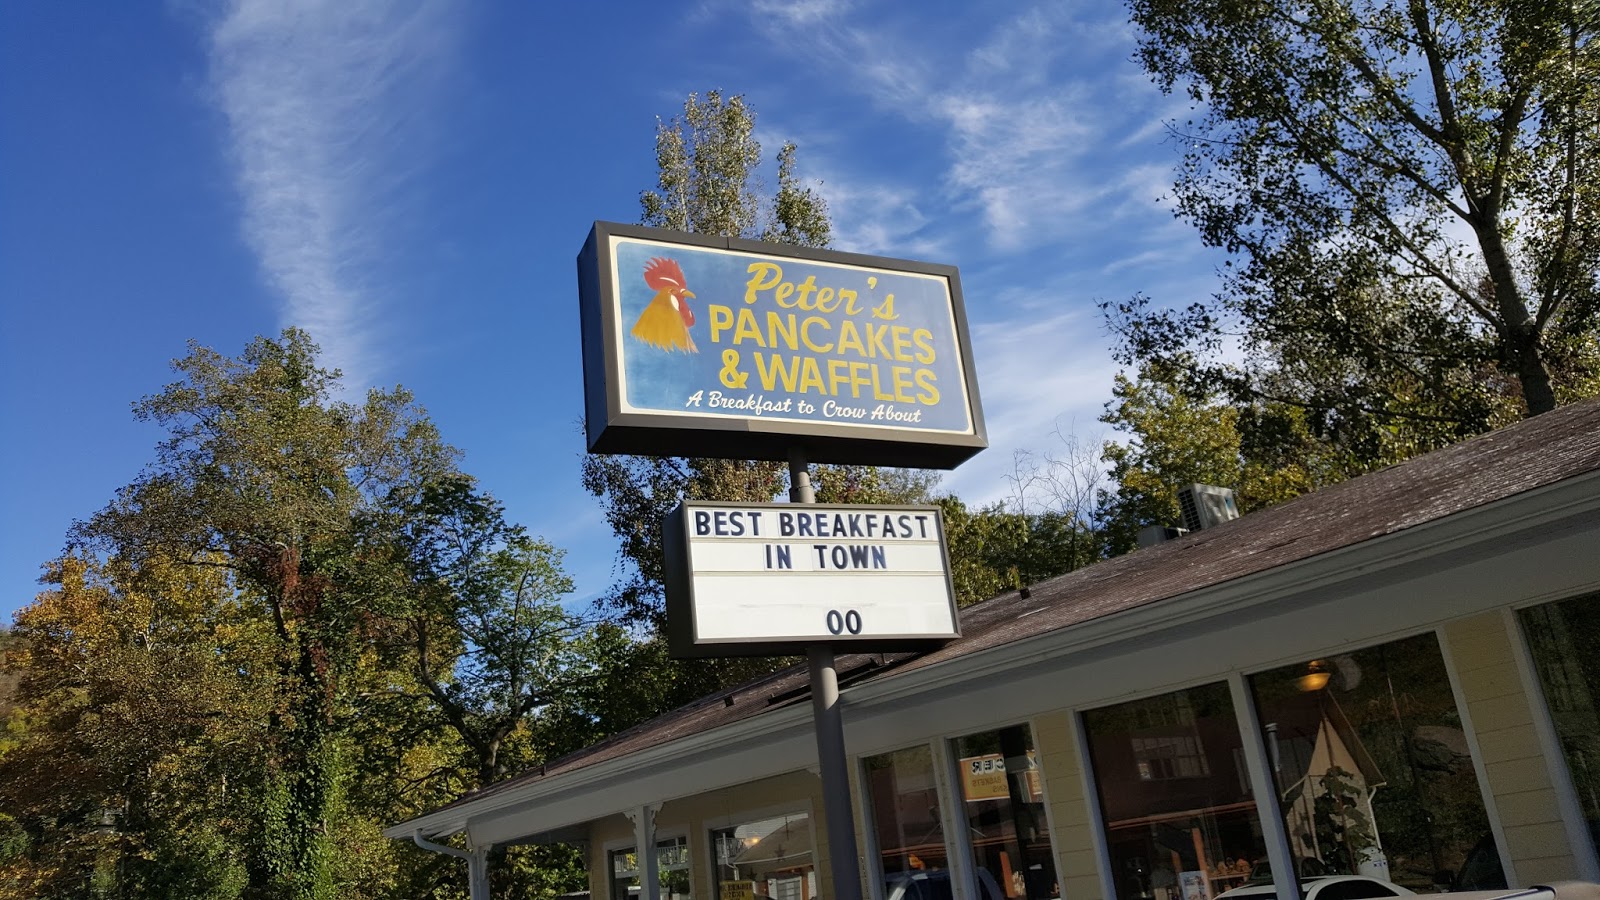 Peter's
PANCAKES
& WAFFLES
A Breakfast to Crow About
BEST BREAKFAST
IN TOWN
00